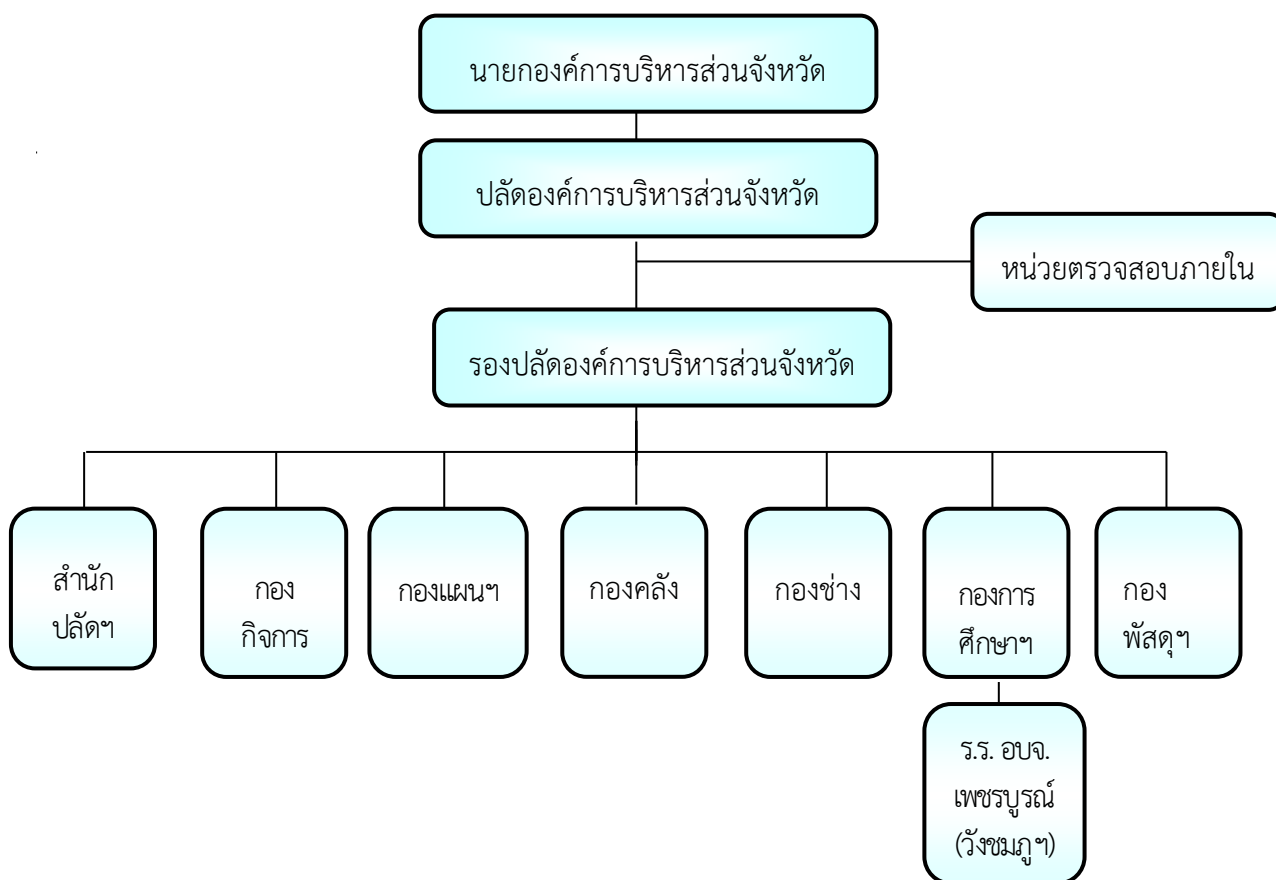 นายกองค์การบริหารส่วนจังหวัด
ปลัดองค์การบริหารส่วนจังหวัด
หน่วยตรวจสอบภายใน
รองปลัดองค์การบริหารส่วนจังหวัด
สำนัก
ปลัดฯ
กอง
กิจการ
กองแผนฯ
กองคลัง
กองช่าง
กองการ
ศึกษาฯ
กอง
พัสดุฯ
ร.ร. อบจ.
เพชรบูรณ์
(วังชมภูฯ)